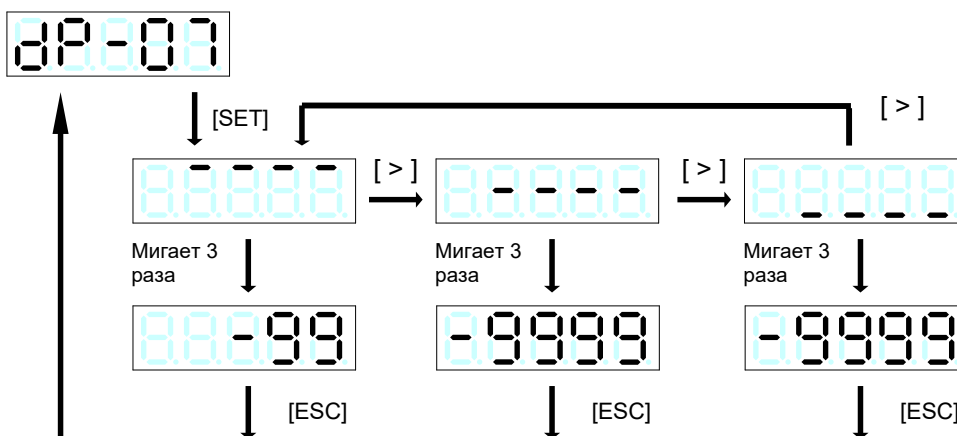 dP-07
[SET]
[ > ]
- - - -
[ > ]
- - - -
[ > ]
_ _ _ _
Мигает 3
раза
Мигает 3
раза
Мигает 3
раза
-99
-9999
-9999
[ESC]
[ESC]
[ESC]